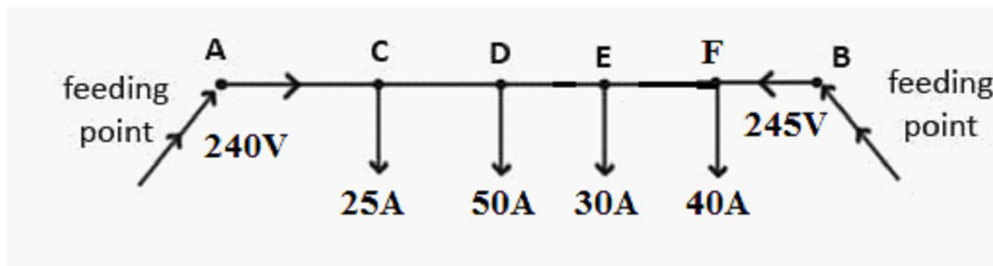 A
C
D
E
F
B
feeding
point
240V
245V
feeding
point
25A
50A
30A
40A